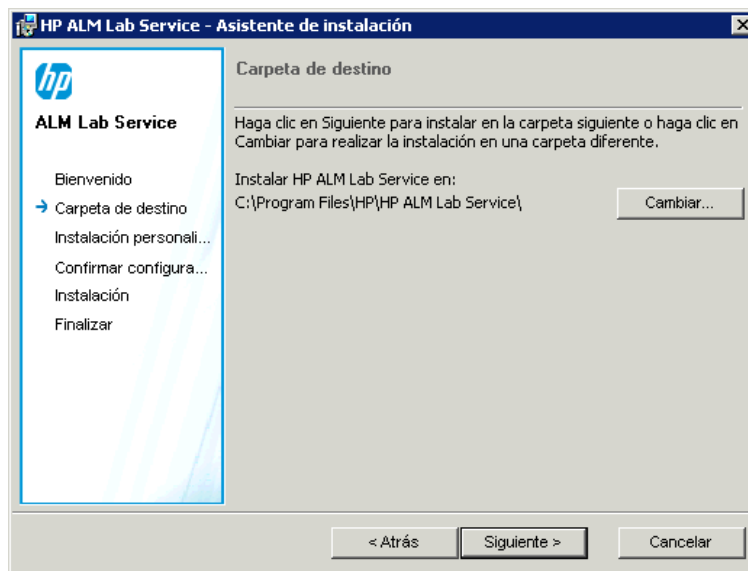 HP ALM Lab Service - Asistente de instalación
hp
ALM Lab Service
Bienvenido
Carpeta de destino
Instalación personali...
Confirmar configura...
Instalación
Finalizar
Carpeta de destino
Haga clic en Siguiente para instalar en la carpeta siguiente o haga clic en
Cambiar para realizar la instalación en una carpeta diferente.
Instalar HP ALM Lab Service en:
C:\Program Files\HP\HP ALM Lab Service\
Cambiar...
< Atrás
Siguiente >
Cancelar